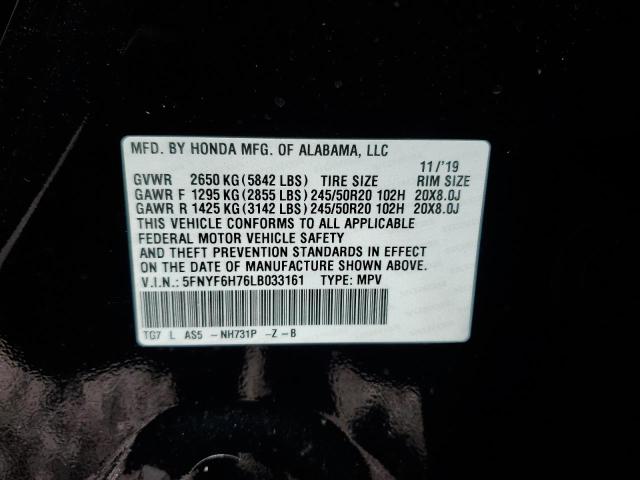 MFD. BY HONDA MFG. OF ALABAMA, LLC
11/'19
GVWR 2650 KG (5842 LBS) TIRE SIZE RIM SIZE
GAWR F 1295 KG (2855 LBS) 245/50R20 102H 20X8.0J
GAWR R 1425 KG (3142 LBS) 245/50R20 102H 20X8.0J
THIS VEHICLE CONFORMS TO ALL APPLICABLE
FEDERAL MOTOR VEHICLE SAFETY
AND THEFT PREVENTION STANDARDS IN EFFECT
ON THE DATE OF MANUFACTURE SHOWN ABOVE.
V.I.N.: 5FNYF6H76LB033161 TYPE: MPV
TG7 L AS5 -NH731P -Z -B